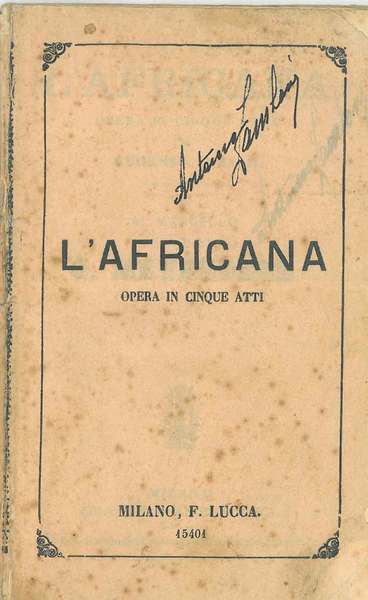 L'AFRICANA
OPERA IN CINQUE ATTI
MILANO, F. LUCCA.
15401